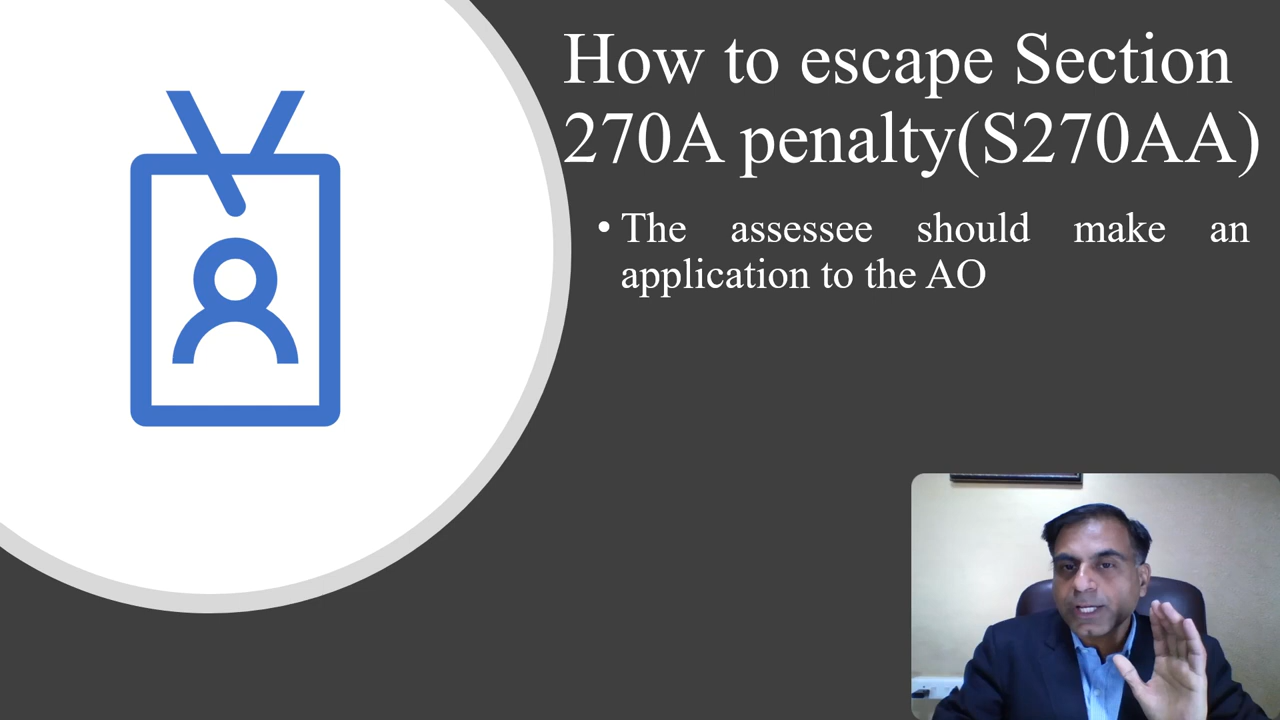 How to escape Section
270A penalty(S270AA)
• The assessee should make an
application to the AO